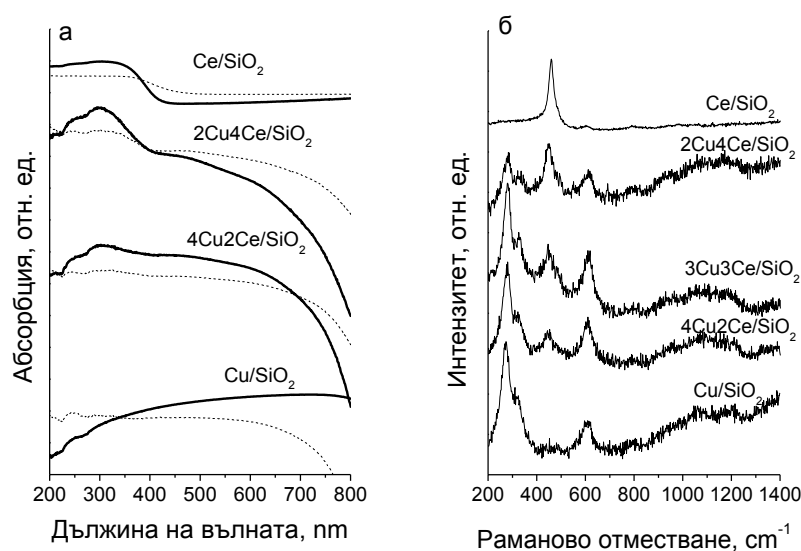 а
Абсорбция, отн. ед.
Ce/SiO₂
2Cu4Ce/SiO₂
4Cu2Ce/SiO₂
Cu/SiO₂
200 300 400 500 600 700 800
Дължина на вълната, nm
б
Интензитет, отн. ед.
Ce/SiO₂
2Cu4Ce/SiO₂
3Cu3Ce/SiO₂
4Cu2Ce/SiO₂
Cu/SiO₂
200 400 600 800 1000 1200 1400
Раманово отместване, cm⁻¹